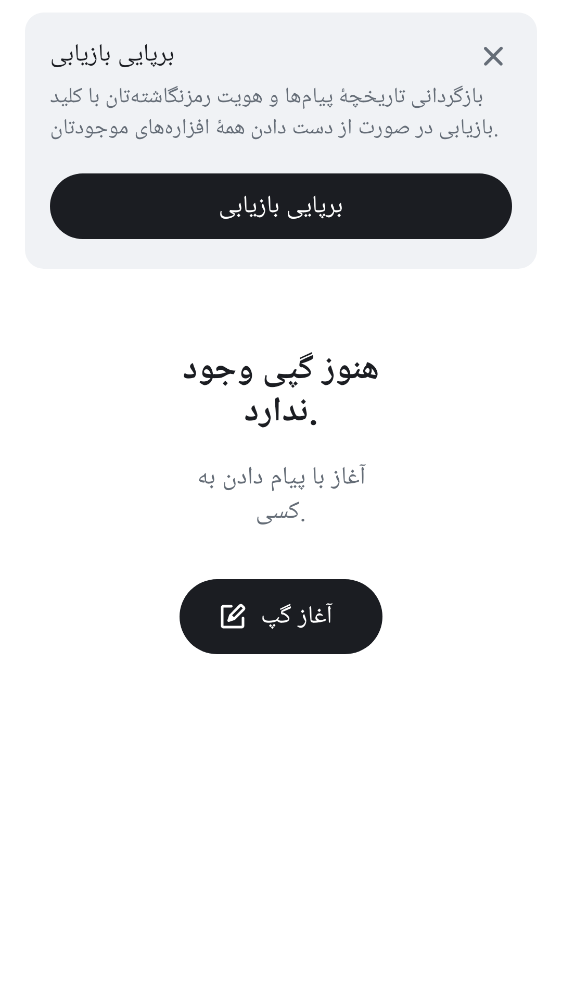 برپایی بازیابی
بازگردانی تاریخچهٔ پیام‌ها و هویت رمزنگاشته‌تان با کلید
بازیابی در صورت از دست دادن همهٔ افزاره‌های موجودتان.
برپایی بازیابی
هنوز گپی وجود
ندارد.
آغاز با پیام دادن به
کسی.
آغاز گپ